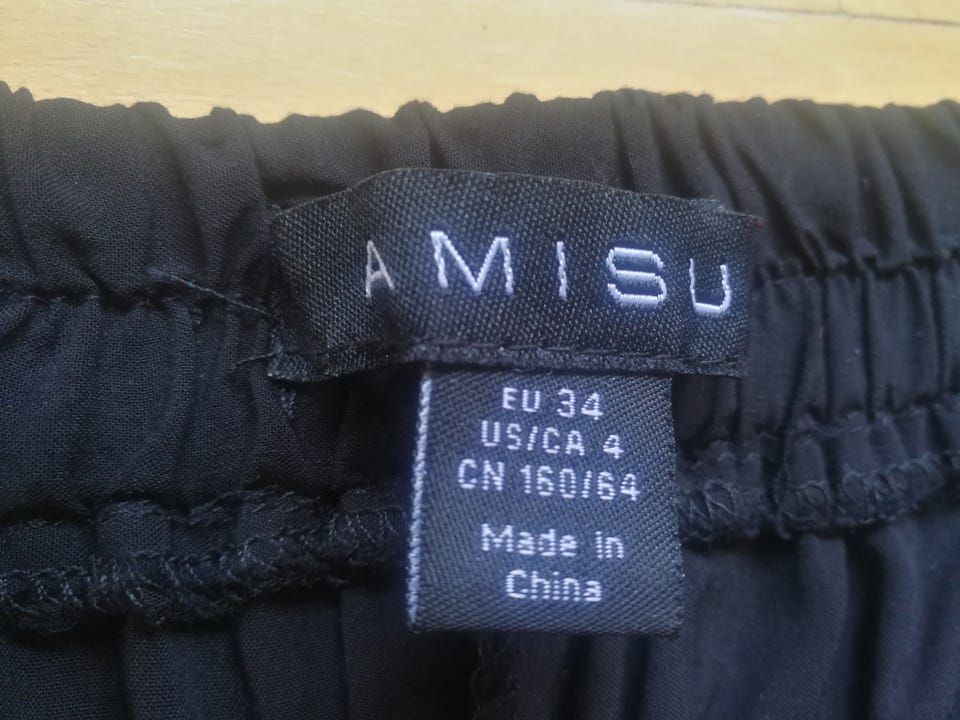 AMISU
EU 34
US/CA 4
CN 160/64
Made in
China